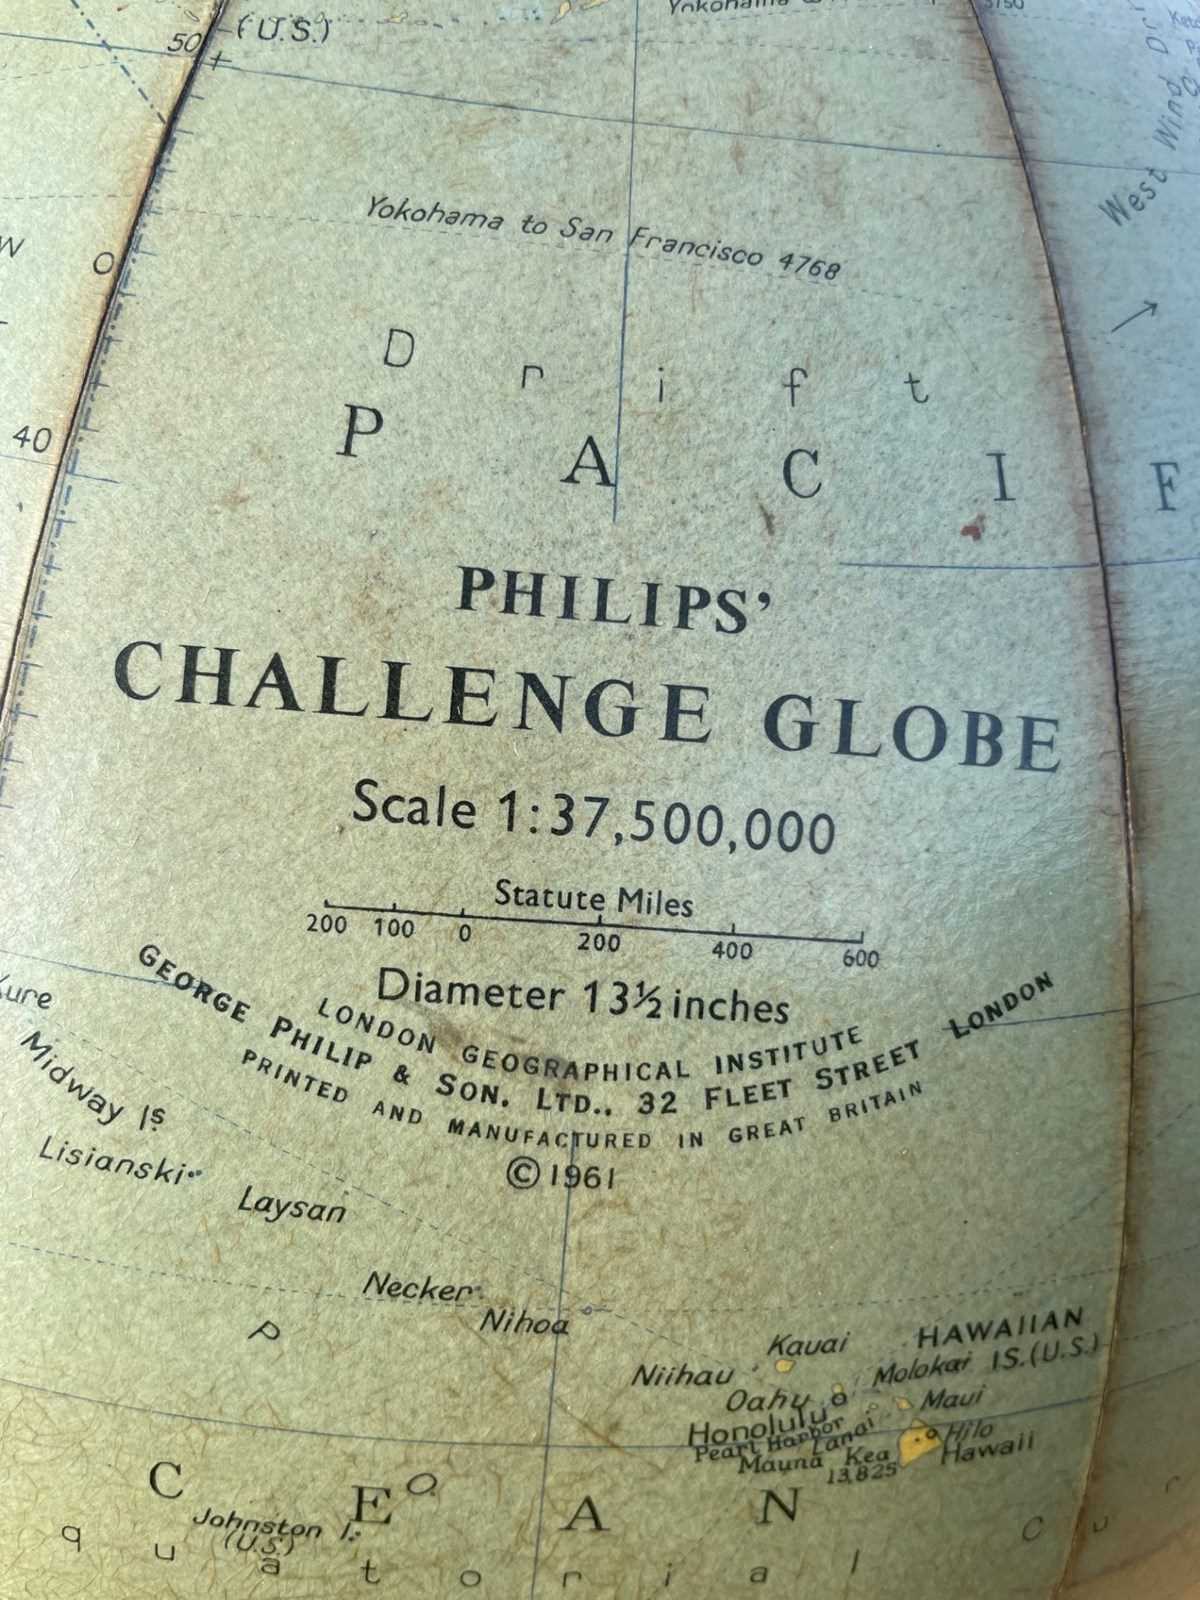 50
(U.S.)
3750
West Wind Dr
Yokohama to San Francisco 4768
W
0
D r i f t
40
P A C I F
PHILIPS'
CHALLENGE GLOBE
Scale 1:37,500,000
Statute Miles
200 100 0 200 400 600
Diameter 13½ inches
LONDON GEOGRAPHICAL INSTITUTE
GEORGE PHILIP & SON. LTD., 32 FLEET STREET LONDON
PRINTED AND MANUFACTURED IN GREAT BRITAIN
© 1961
Kure
Midway Is.
Lisianski
Laysan
Necker
Nihoa
P
Kauai
HAWAIIAN
IS.(U.S.)
Niihau
Molokai
Oahu
Maui
Honolulu
Pearl Harbor
Lanai
Hilo
Mauna Kea
13,825
Hawaii
O
C E A N
Johnston I.
(U.S.)
q u a t o r i a l C u r